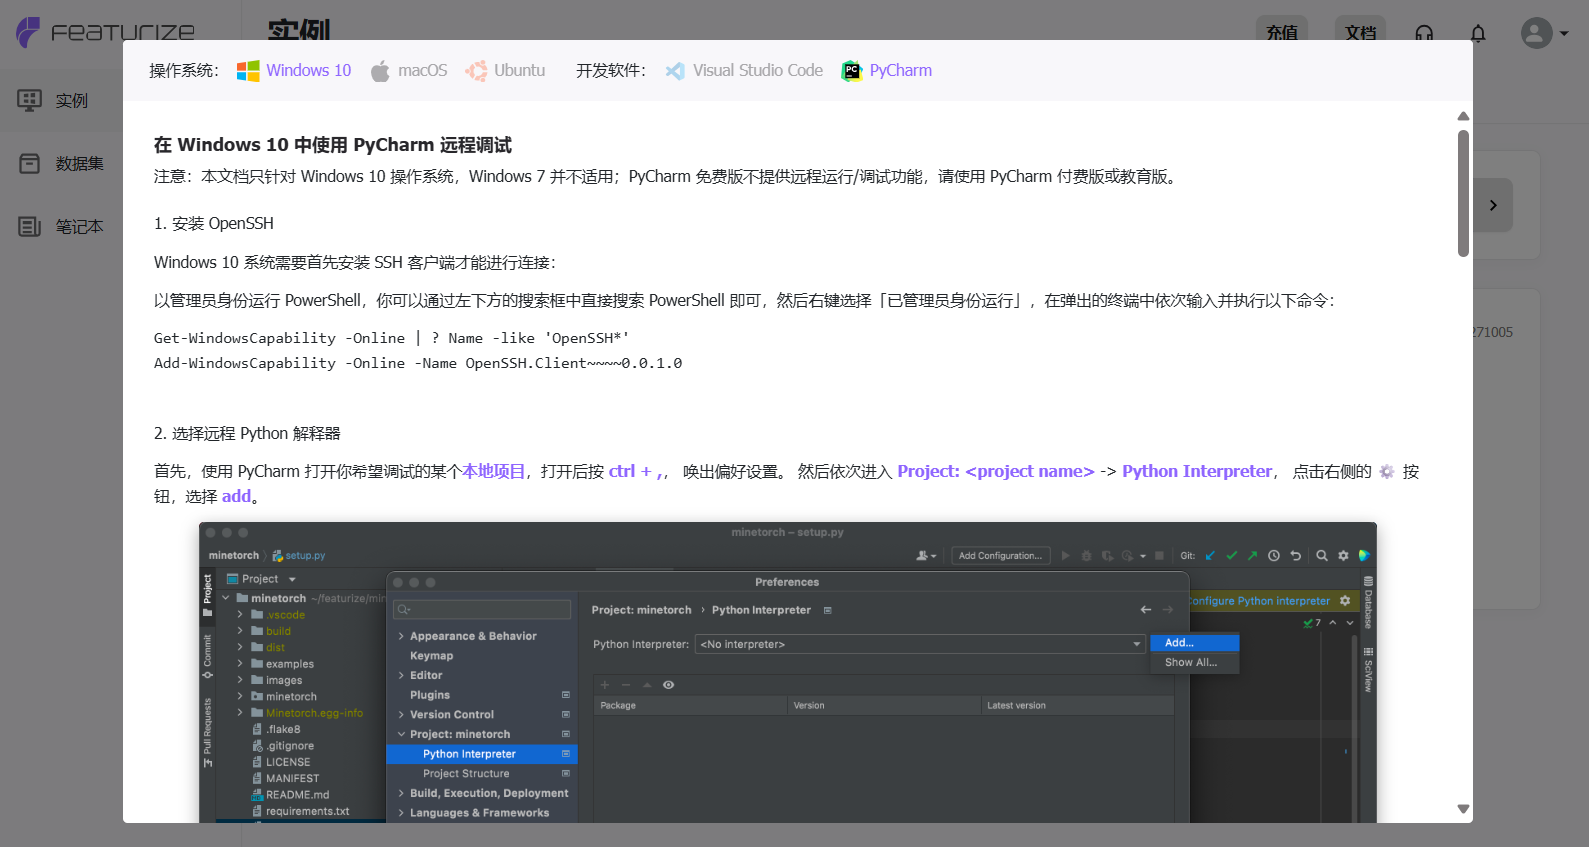 FEATURIZE
实例
充值
文档
实例
数据集
笔记本
271005
操作系统：
Windows 10
macOS
Ubuntu
开发软件：
Visual Studio Code
PyCharm
在 Windows 10 中使用 PyCharm 远程调试
注意：本文档只针对 Windows 10 操作系统，Windows 7 并不适用；PyCharm 免费版不提供远程运行/调试功能，请使用 PyCharm 付费版或教育版。
1. 安装 OpenSSH
Windows 10 系统需要首先安装 SSH 客户端才能进行连接：
以管理员身份运行 PowerShell，你可以通过左下方的搜索框中直接搜索 PowerShell 即可，然后右键选择「已管理员身份运行」，在弹出的终端中依次输入并执行以下命令：
Get-WindowsCapability -Online | ? Name -like 'OpenSSH*'
Add-WindowsCapability -Online -Name OpenSSH.Client~~~~0.0.1.0
2. 选择远程 Python 解释器
首先，使用 PyCharm 打开你希望调试的某个本地项目，打开后按 ctrl + ,， 唤出偏好设置。 然后依次进入 Project: <project name> -> Python Interpreter， 点击右侧的 按
钮，选择 add。
minetorch – setup.py
minetorch
setup.py
Add Configuration...
Git:
Project
Project
minetorch ~/featurize/min
.vscode
build
dist
examples
images
minetorch
Minetorch.egg-info
.flake8
.gitignore
LICENSE
MANIFEST
README.md
requirements.txt
Commit
Pull Requests
Preferences
Appearance & Behavior
Keymap
Editor
Plugins
Version Control
Project: minetorch
Python Interpreter
Project Structure
Build, Execution, Deployment
Languages & Frameworks
Project: minetorch › Python Interpreter
Python Interpreter:
<No interpreter>
Add...
Show All...
Package
Version
Latest version
onfigure Python interpreter
7
Database
SciView